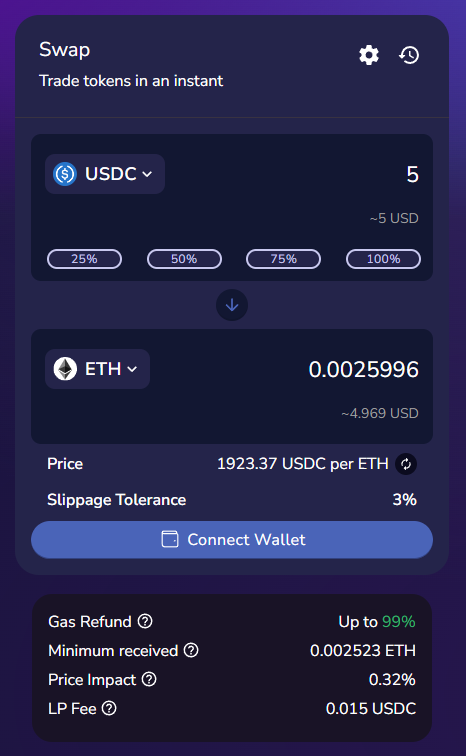 Swap
Trade tokens in an instant
USDC 5
~5 USD
25% 50% 75% 100%
ETH 0.0025996
~4.969 USD
Price 1923.37 USDC per ETH
Slippage Tolerance 3%
Connect Wallet
Gas Refund Up to 99%
Minimum received 0.002523 ETH
Price Impact 0.32%
LP Fee 0.015 USDC